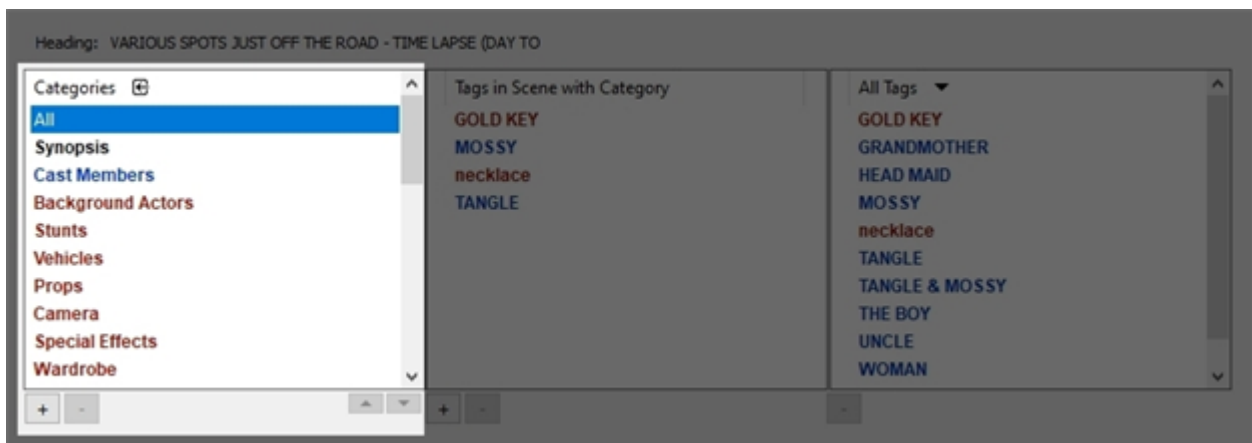 Heading: VARIOUS SPOTS JUST OFF THE ROAD - TIME LAPSE (DAY TO
Categories
All
Synopsis
Cast Members
Background Actors
Stunts
Vehicles
Props
Camera
Special Effects
Wardrobe
+ -
Tags in Scene with Category
GOLD KEY
MOSSY
necklace
TANGLE
+ -
All Tags
GOLD KEY
GRANDMOTHER
HEAD MAID
MOSSY
necklace
TANGLE
TANGLE & MOSSY
THE BOY
UNCLE
WOMAN
-